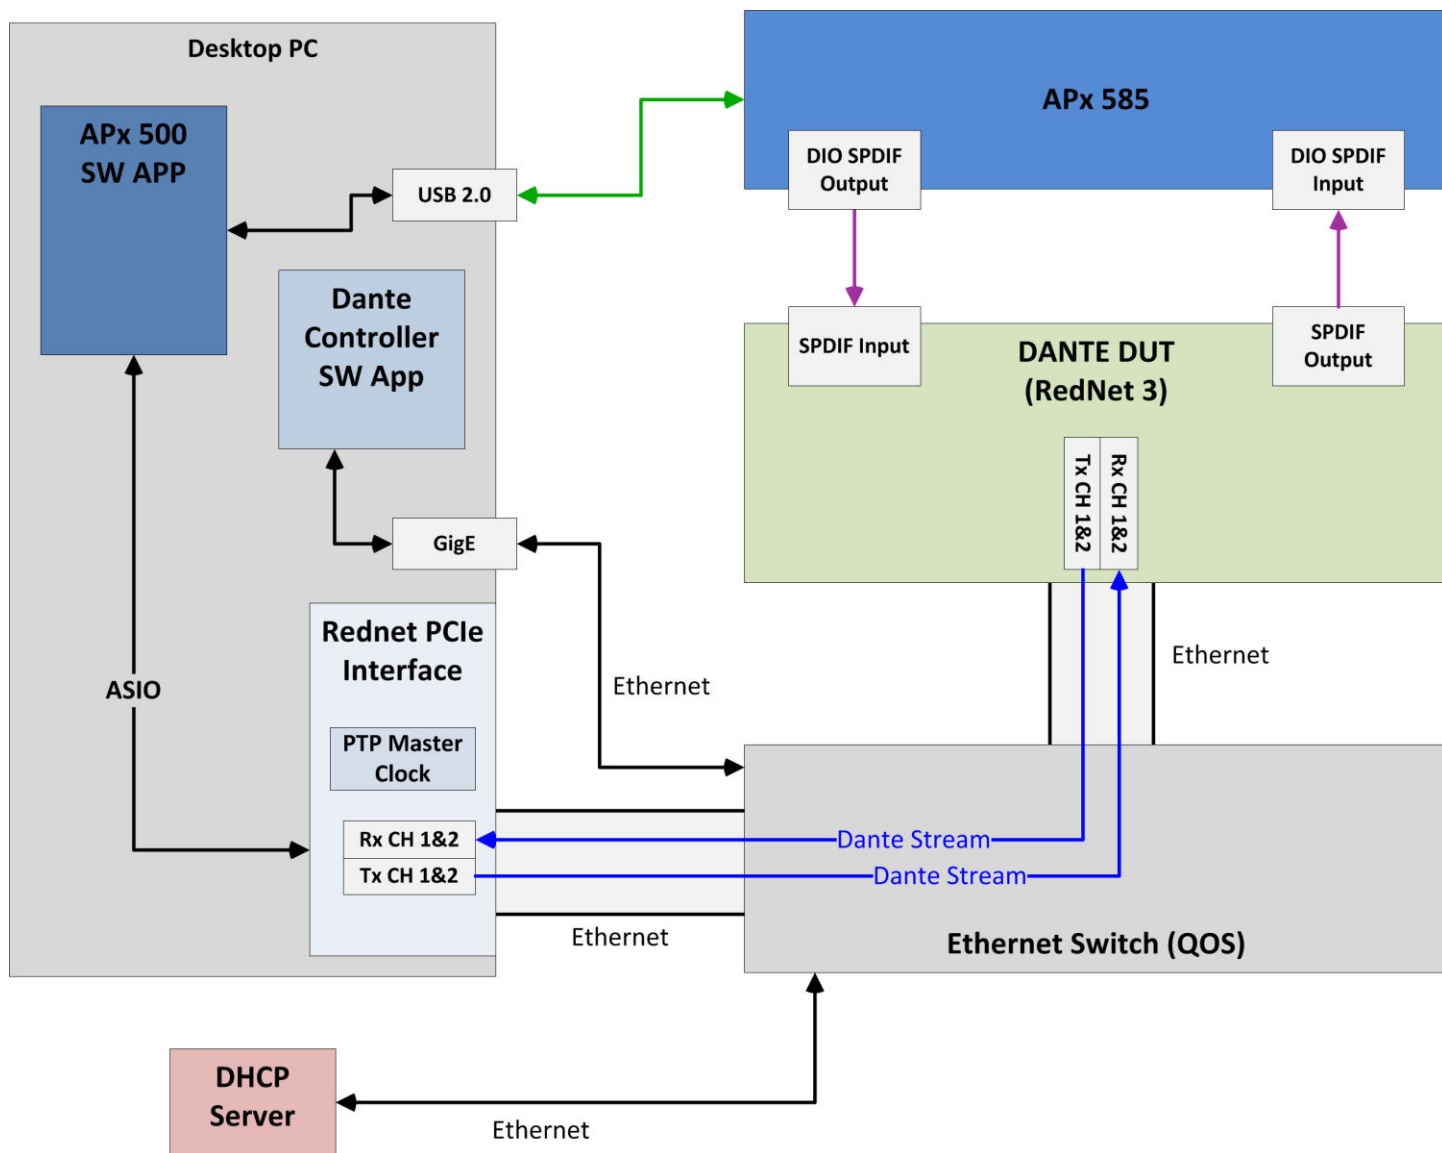 Desktop PC
APx 500
SW APP
USB 2.0
Dante
Controller
SW App
GigE
Rednet PCIe
Interface
PTP Master
Clock
Rx CH 1&2
Tx CH 1&2
ASIO
APx 585
DIO SPDIF
Output
DIO SPDIF
Input
SPDIF Input
DANTE DUT
(RedNet 3)
SPDIF
Output
Tx CH 1&2
Rx CH 1&2
Ethernet
Ethernet
Dante Stream
Dante Stream
Ethernet
Ethernet Switch (QOS)
DHCP
Server
Ethernet